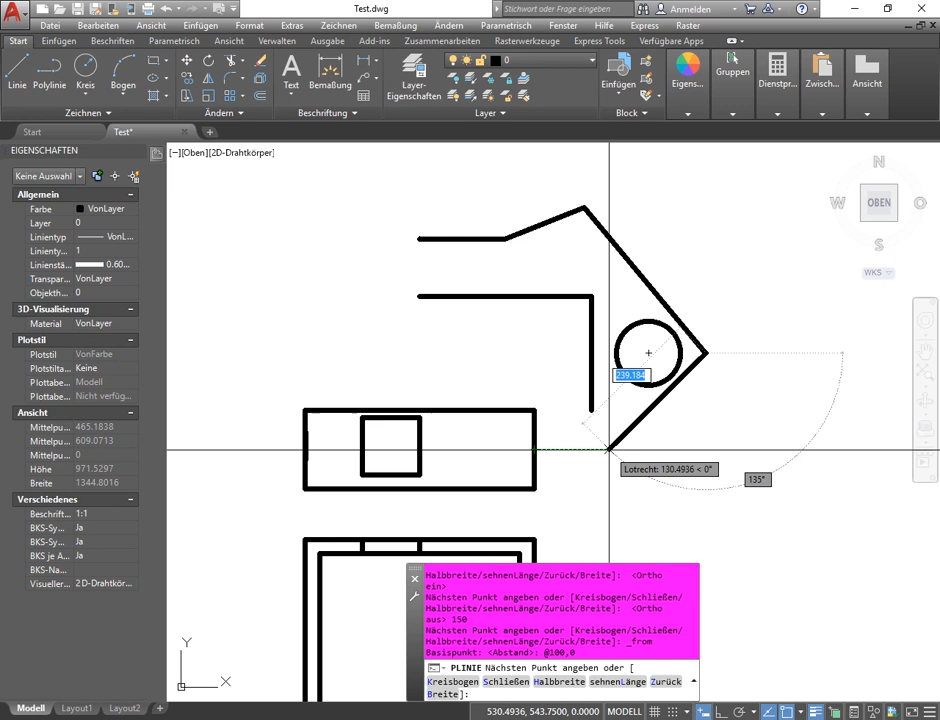 Test.dwg
Stichwort oder Frage eingeben
Anmelden
Datei Bearbeiten Ansicht Einfügen Format Extras Zeichnen Bemaßung Ändern Parametrisch Fenster Hilfe Express Raster
Start Einfügen Beschriften Parametrisch Ansicht Verwalten Ausgabe Add-ins Zusammenarbeiten Rasterwerkzeuge Express Tools Verfügbare Apps
Linie Polylinie Kreis Bogen
Text Bemaßung
Layer-
Eigenschaften
0
Einfügen
Eigens...
Gruppen
Dienstpr...
Zwisch...
Ansicht
Zeichnen Ändern Beschriftung Layer Block
Start Test* +
EIGENSCHAFTEN
[−][Oben][2D-Drahtkörper]
Keine Auswahl
Allgemein
Farbe VonLayer
Layer 0
Linientyp VonL...
Linienty... 1
Linienstä... 0.60...
Transpar... VonLayer
Objekth... 0
3D-Visualisierung
Material VonLayer
Plotstil
Plotstil VonFarbe
Plotstilta... Keine
Plottabe... Modell
Plottabe... Nicht verfüg...
Ansicht
Mittelpu... 465.1838
Mittelpu... 609.0713
Mittelpu... 0
Höhe 971.5297
Breite 1344.8016
Verschiedenes
Beschrift... 1:1
BKS-Sy... Ja
BKS-Sy... Ja
BKS je A... Ja
BKS-Na...
Visueller... 2D-Drahtkör...
N
W OBEN O
S
WKS
239.184
Lotrecht: 130.4936 < 0°
135°
Y
X
Halbbreite/sehnenLänge/Zurück/Breite]: <Ortho
ein>
Nächsten Punkt angeben oder [Kreisbogen/Schließen/
Halbbreite/sehnenLänge/Zurück/Breite]: <Ortho
aus> 150
Nächsten Punkt angeben oder [Kreisbogen/Schließen/
Halbbreite/sehnenLänge/Zurück/Breite]: _from
Basispunkt: <Abstand>: @100,0
PLINIE Nächsten Punkt angeben oder [
Kreisbogen Schließen Halbbreite sehnenLänge Zurück
Breite]:
Modell Layout1 Layout2 +
530.4936, 543.7500, 0.0000 MODELL